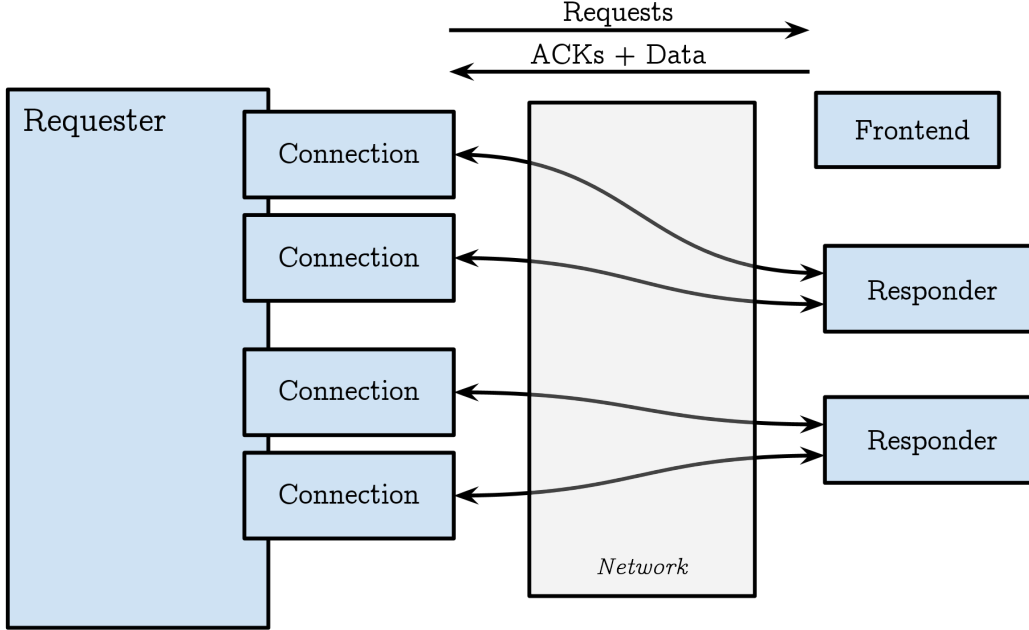 Requests
ACKs + Data
Requester
Frontend
Connection
Connection
Responder
Connection
Responder
Connection
Network